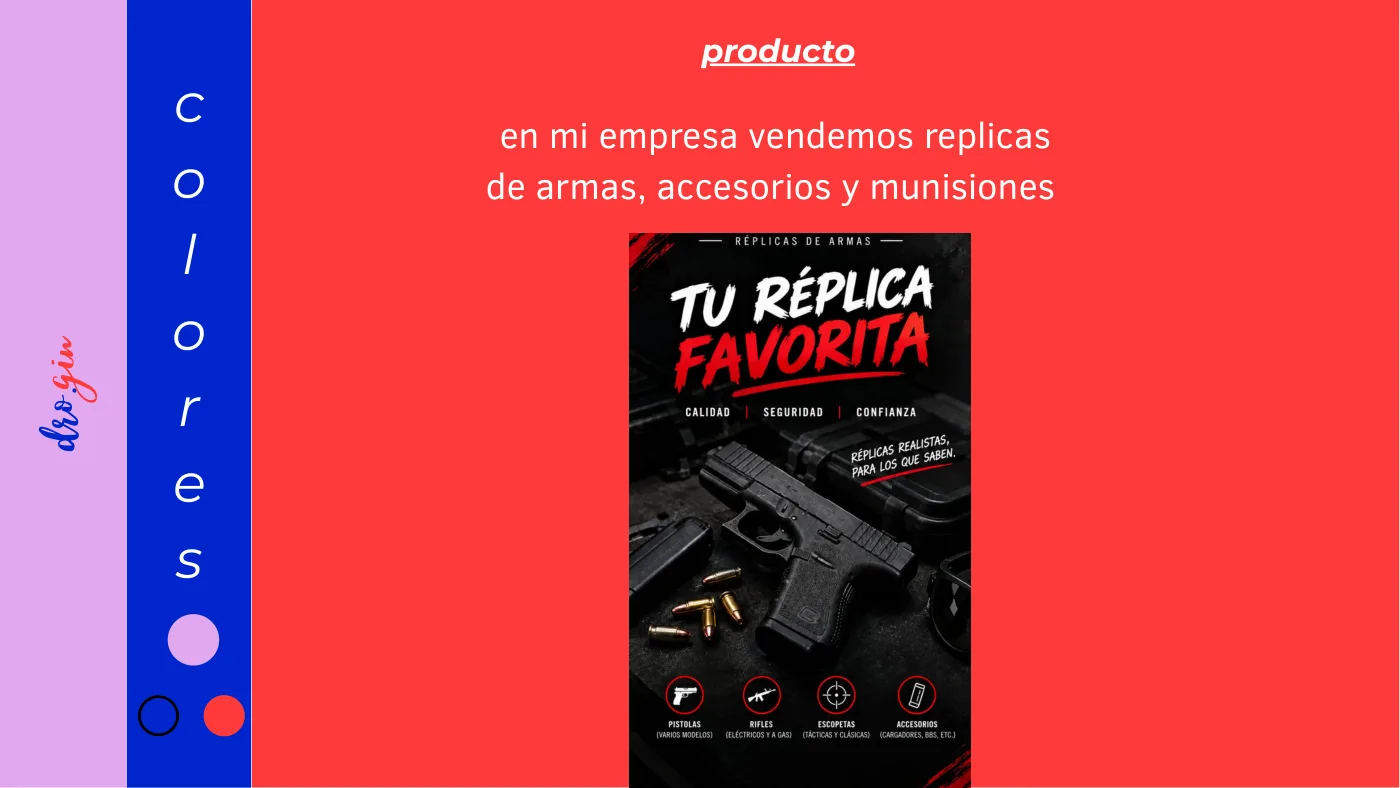 dro.gin
colores
producto
en mi empresa vendemos replicas
de armas, accesorios y munisiones
RÉPLICAS DE ARMAS
TU RÉPLICA
FAVORITA
CALIDAD | SEGURIDAD | CONFIANZA
RÉPLICAS REALISTAS,
PARA LOS QUE SABEN.
PISTOLAS
(VARIOS MODELOS)
RIFLES
(ELÉCTRICOS Y A GAS)
ESCOPETAS
(TÁCTICAS Y CLÁSICAS)
ACCESORIOS
(CARGADORES, BBS, ETC.)